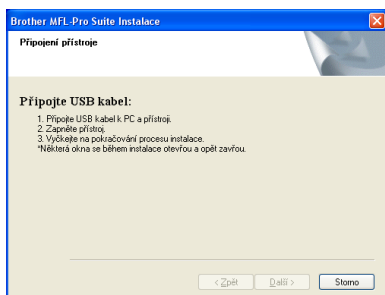 Brother MFL-Pro Suite Instalace
Připojení přístroje
Připojte USB kabel:
1. Připojte USB kabel k PC a přístroji.
2. Zapněte přístroj.
3. Vyčkejte na pokračování procesu instalace.
*Některá okna se během instalace otevřou a opět zavřou.
< Zpět Další > Storno